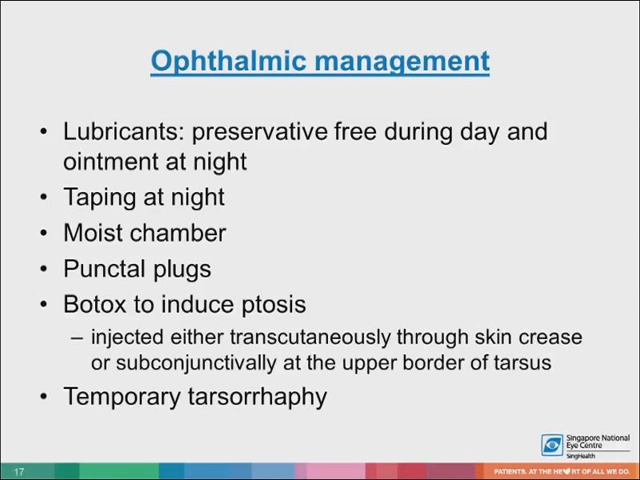 Ophthalmic management
• Lubricants: preservative free during day and
ointment at night
• Taping at night
• Moist chamber
• Punctal plugs
• Botox to induce ptosis
– injected either transcutaneously through skin crease
or subconjunctivally at the upper border of tarsus
• Temporary tarsorrhaphy
Singapore National
Eye Centre
SingHealth
17
PATIENTS. AT THE HE♥RT OF ALL WE DO.